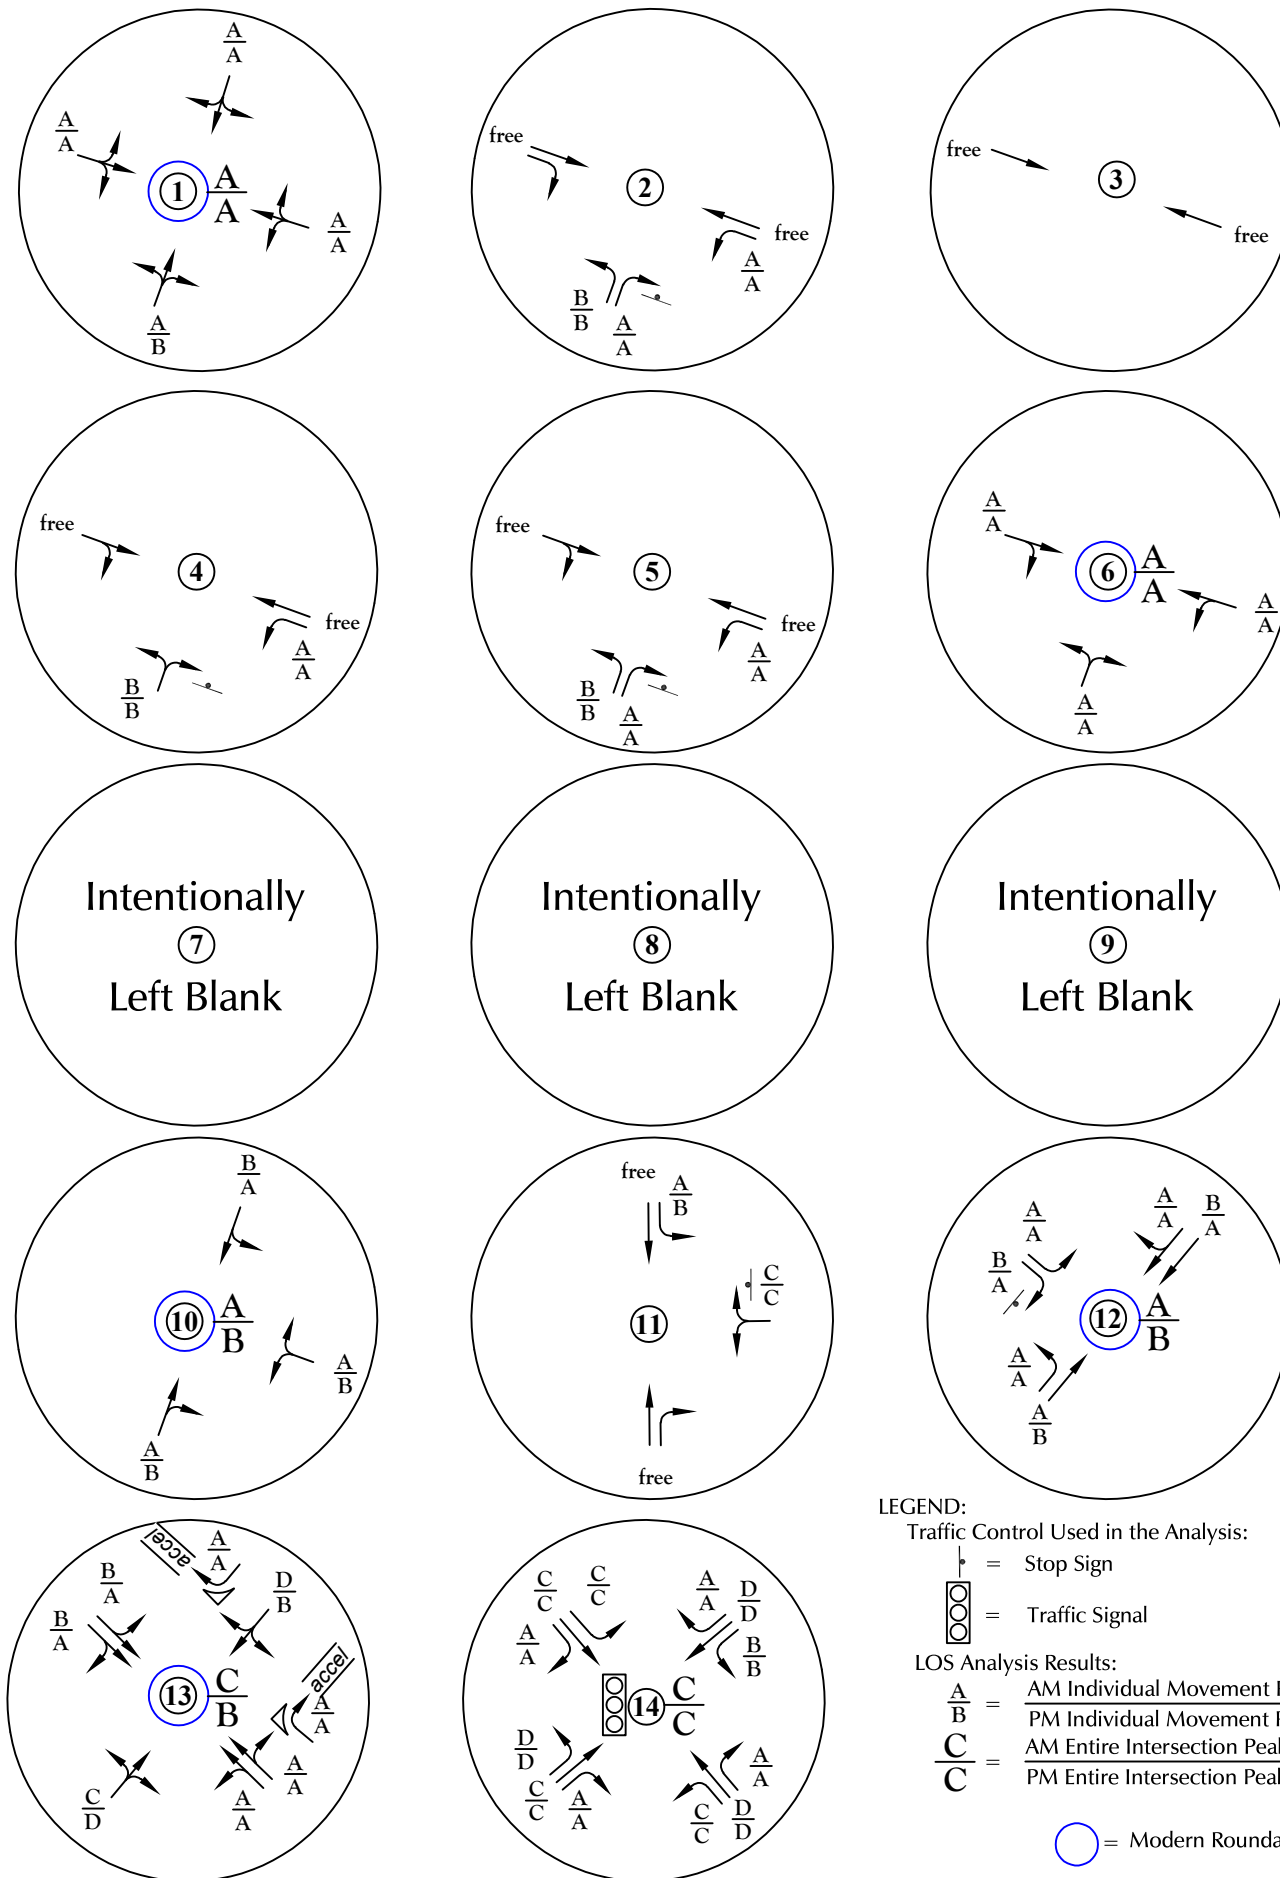 A
A
A
A
1
A
A
A
A
A
B
free
2
free
A
A
B
B
A
A
free
3
free
free
4
free
A
A
B
B
free
5
free
A
A
B
B
A
A
A
A
6
A
A
A
A
A
A
Intentionally
7
Left Blank
Intentionally
8
Left Blank
Intentionally
9
Left Blank
B
A
10
A
B
A
B
A
B
free
A
B
C
C
11
free
A
A
B
A
A
A
B
A
12
A
B
A
A
A
B
accel
A
A
B
A
B
A
D
B
13
C
B
accel
A
A
A
A
A
A
C
D
C
C
C
C
A
A
A
A
D
D
B
B
14
C
C
D
D
C
C
A
A
A
A
C
C
D
D
LEGEND:
Traffic Control Used in the Analysis:
= Stop Sign
= Traffic Signal
LOS Analysis Results:
A = AM Individual Movement
B PM Individual Movement
C = AM Entire Intersection
C PM Entire Intersection
= Modern